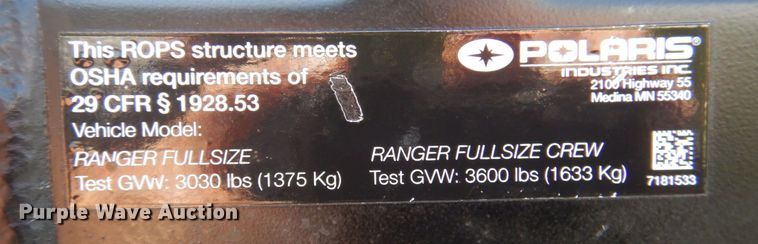 This ROPS structure meets
OSHA requirements of
29 CFR § 1928.53
Vehicle Model:
RANGER FULLSIZE
Test GVW: 3030 lbs (1375 Kg)
POLARIS®
INDUSTRIES INC
2100 Highway 55
Medina MN 55340
RANGER FULLSIZE CREW
Test GVW: 3600 lbs (1633 Kg)
7181533
Purple Wave Auction